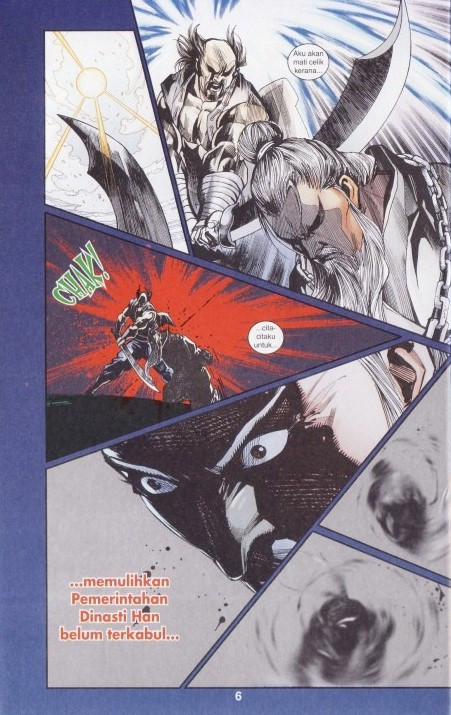 Aku akan
mati celik
kerana...
CHAK!
...cita-
citaku
untuk...
...memulihkan
Pemerintahan
Dinasti Han
belum terkabul...
6